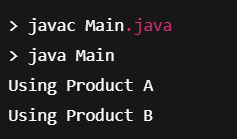 > javac Main.java
> java Main
Using Product A
Using Product B